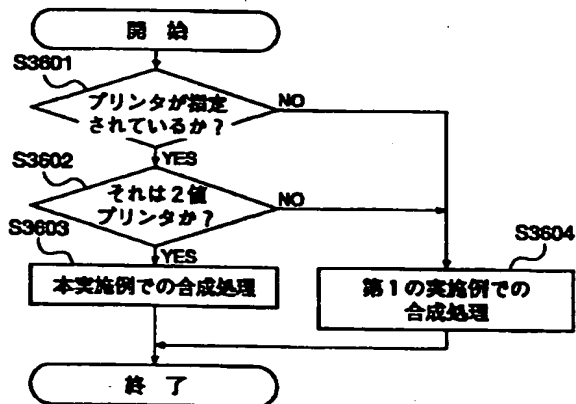 開 始
S3601
プリンタが指定
されているか?
NO
YES
S3602
それは2値
プリンタか?
NO
YES
S3603
本実施例での合成処理
S3604
第1の実施例での
合成処理
終 了